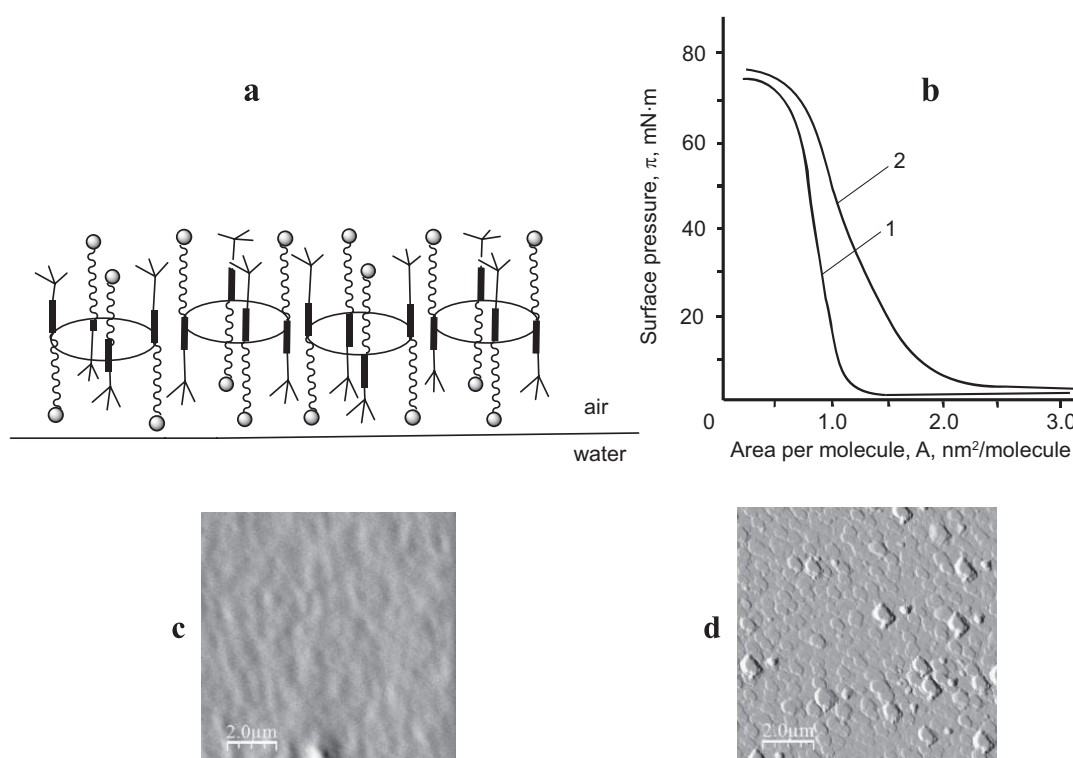 a
air
water
b
Surface pressure, π, mN·m
80
60
40
20
0
1.0
2.0
3.0
2
1
Area per molecule, A, nm²/molecule
c
2.0µm
d
2.0µm